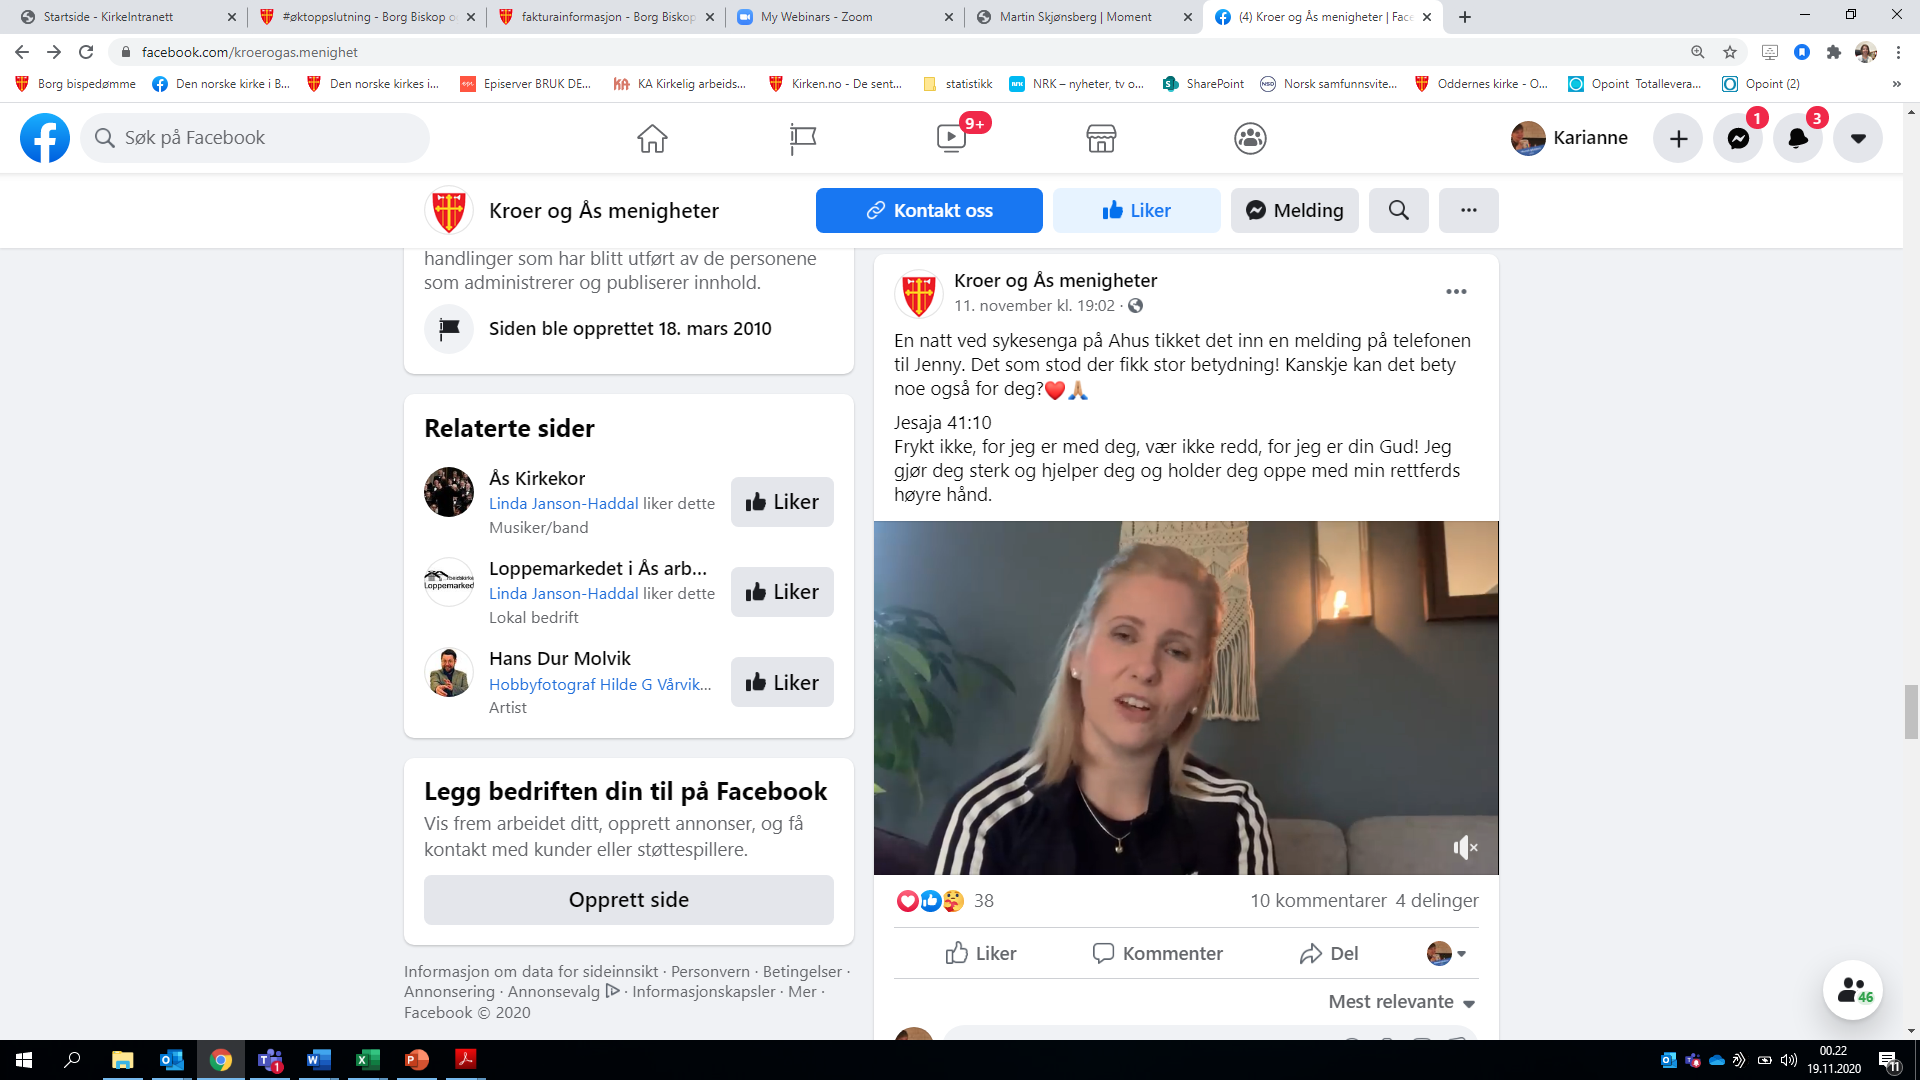 Startside - KirkeIntranett
#øktoppslutning - Borg Biskop o
fakturainformasjon - Borg Biskop
My Webinars - Zoom
Martin Skjønsberg | Moment
(4) Kroer og Ås menigheter | Fac
facebook.com/kroerogas.menighet
Borg bispedømme
Den norske kirke i B...
Den norske kirkes i...
Episerver BRUK DE...
KA Kirkelig arbeids...
Kirken.no - De sent...
statistikk
NRK – nyheter, tv o...
SharePoint
Norsk samfunnsvite...
Oddernes kirke - O...
Opoint Totallevera...
Opoint (2)
»
Søk på Facebook
9+
Karianne
1
3
Kroer og Ås menigheter
Kontakt oss
Liker
Melding
handlinger som har blitt utført av de personene
som administrerer og publiserer innhold.
Siden ble opprettet 18. mars 2010
Relaterte sider
Ås Kirkekor
Linda Janson-Haddal liker dette
Musiker/band
Liker
Loppemarked
Loppemarkedet i Ås arb...
Linda Janson-Haddal liker dette
Lokal bedrift
Liker
Hans Dur Molvik
Hobbyfotograf Hilde G Vårvik...
Artist
Liker
Legg bedriften din til på Facebook
Vis frem arbeidet ditt, opprett annonser, og få
kontakt med kunder eller støttespillere.
Opprett side
Informasjon om data for sideinnsikt · Personvern · Betingelser ·
Annonsering · Annonsevalg · Informasjonskapsler · Mer ·
Facebook © 2020
Kroer og Ås menigheter
11. november kl. 19:02 ·
En natt ved sykesenga på Ahus tikket det inn en melding på telefonen
til Jenny. Det som stod der fikk stor betydning! Kanskje kan det bety
noe også for deg?❤️🙏🏼
Jesaja 41:10
Frykt ikke, for jeg er med deg, vær ikke redd, for jeg er din Gud! Jeg
gjør deg sterk og hjelper deg og holder deg oppe med min rettferds
høyre hånd.
38
10 kommentarer 4 delinger
Liker
Kommenter
Del
Mest relevante
46
1
00.22
19.11.2020
11